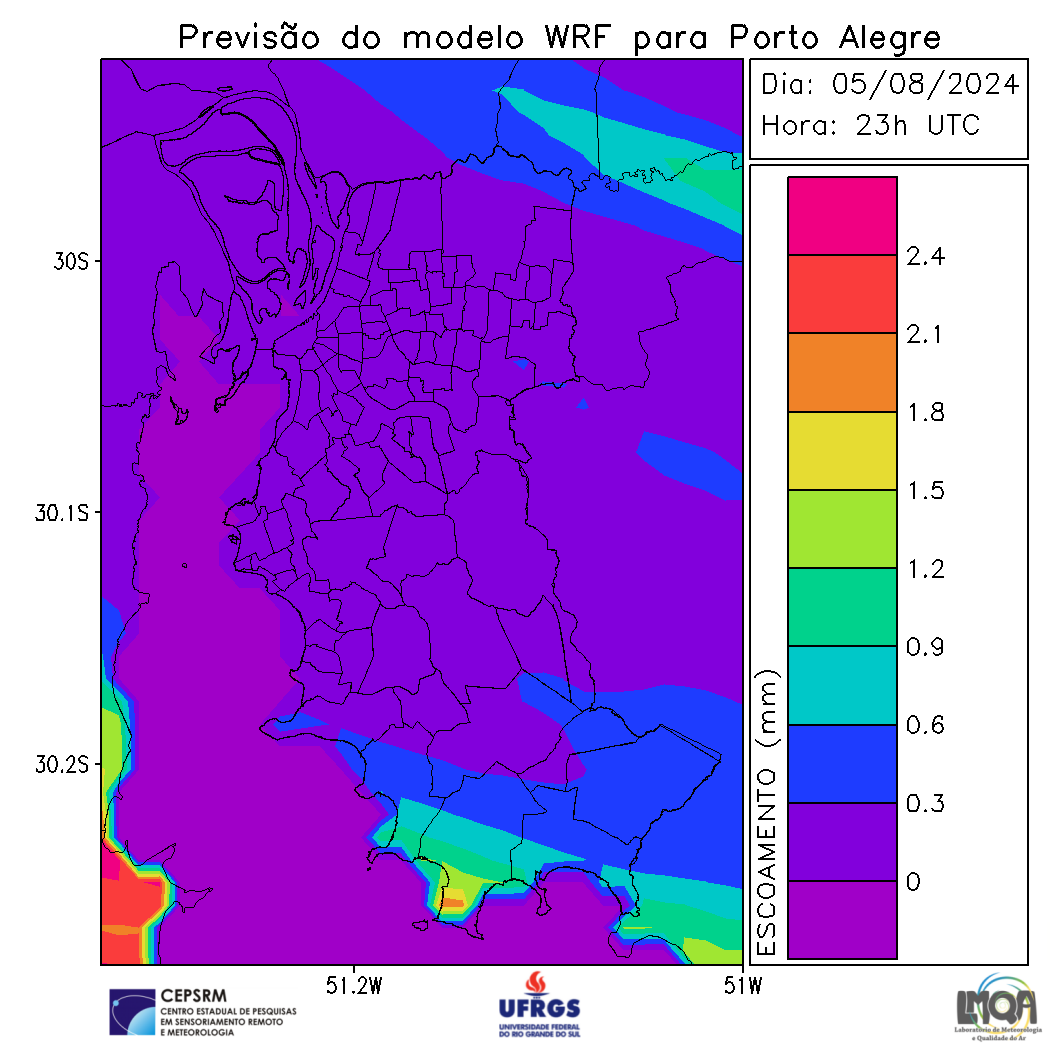 Previsão do modelo WRF para Porto Alegre
Dia: 05/08/2024
Hora: 23h UTC
30S
30.1S
30.2S
51.2W
51W
ESCOAMENTO (mm)
2.4
2.1
1.8
1.5
1.2
0.9
0.6
0.3
0
CEPSRM
CENTRO ESTADUAL DE PESQUISAS
EM SENSORIAMENTO REMOTO
E METEOROLOGIA
UFRGS
UNIVERSIDADE FEDERAL
DO RIO GRANDE DO SUL
LMQA
Laboratório de Meteorologia
e Qualidade do Ar